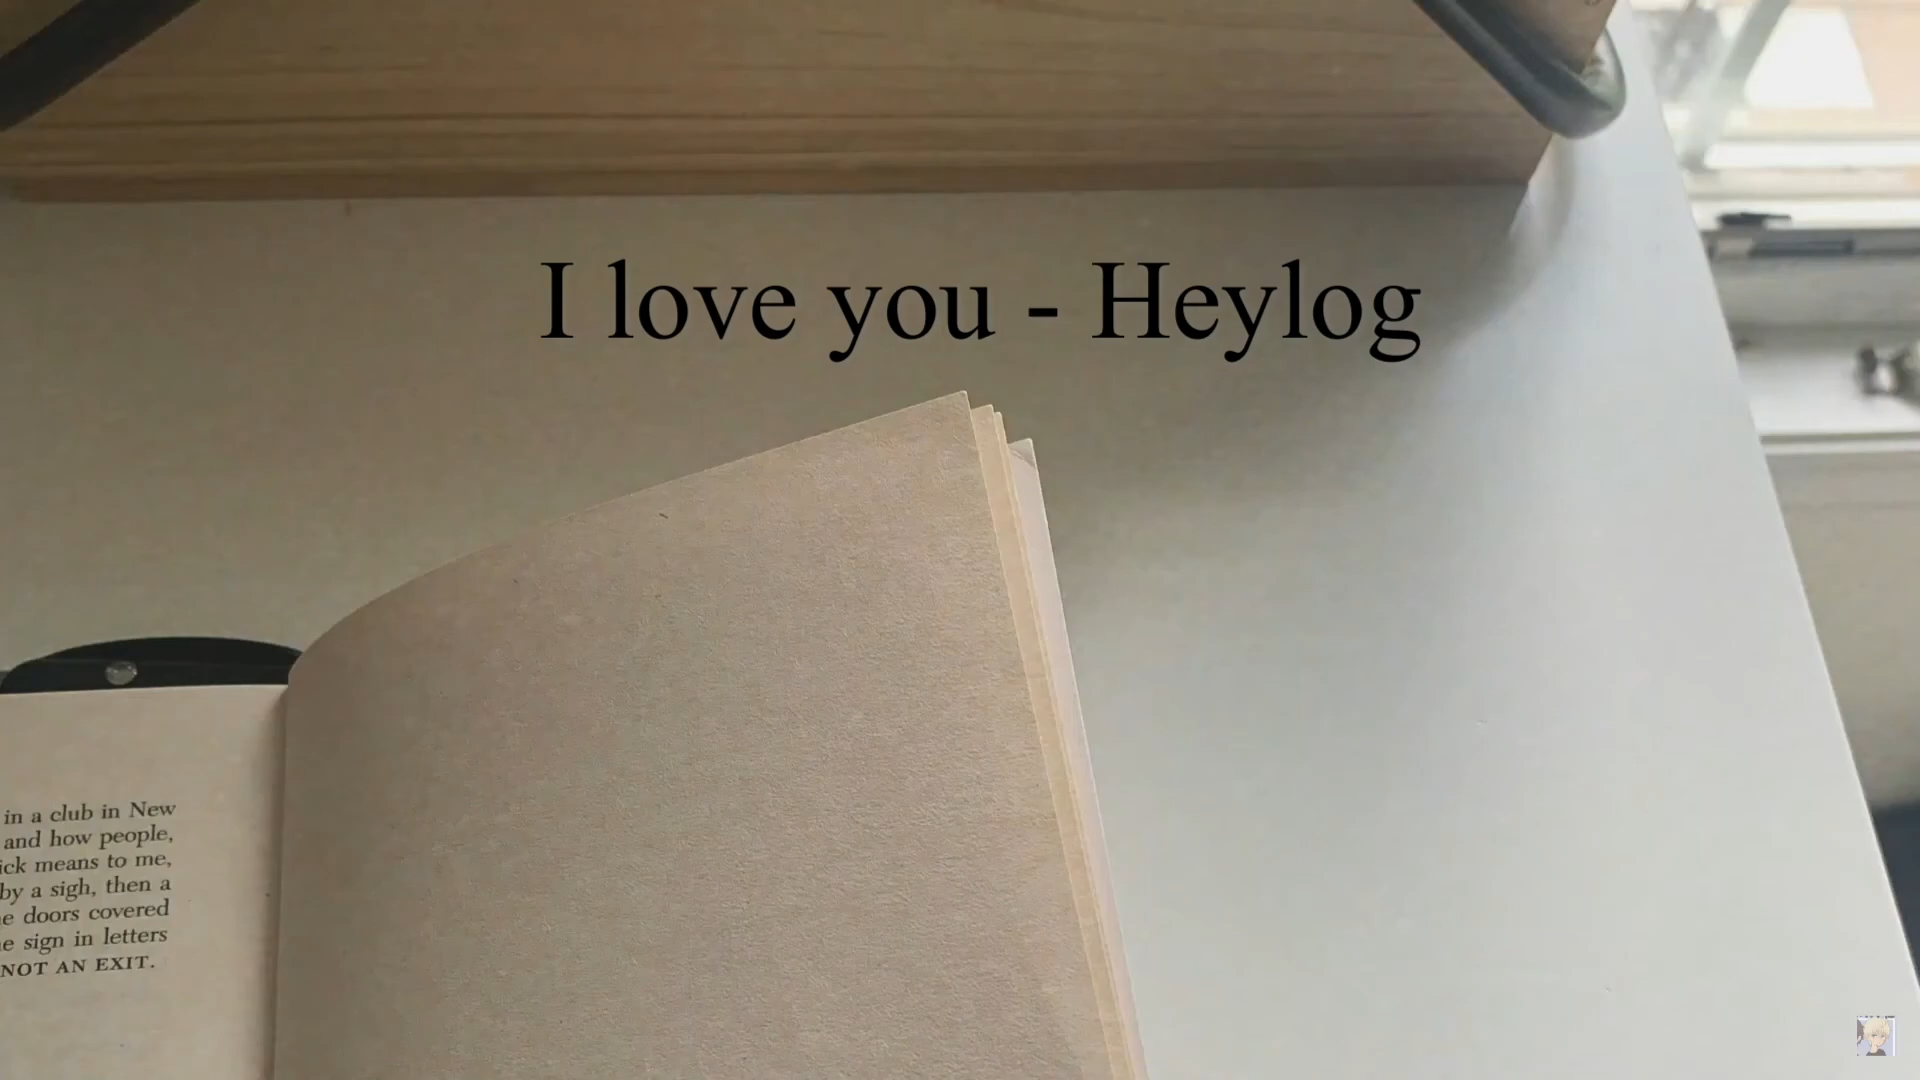 I love you - Heylog
in a club in New
and how people,
means to me,
by a sigh, then a
doors covered
sign in letters
NOT AN EXIT.